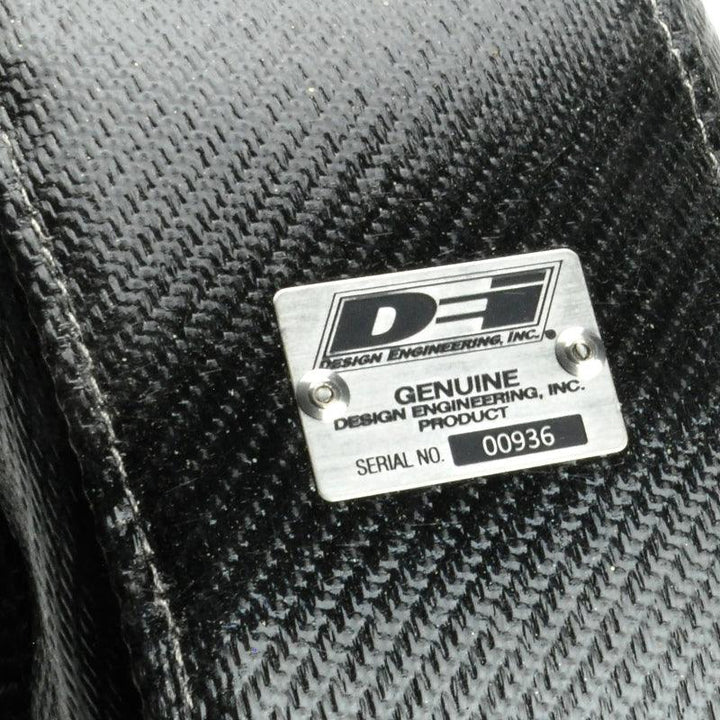 DEi
DESIGN ENGINEERING, INC.®
GENUINE
DESIGN ENGINEERING, INC.
PRODUCT
SERIAL NO. 00936